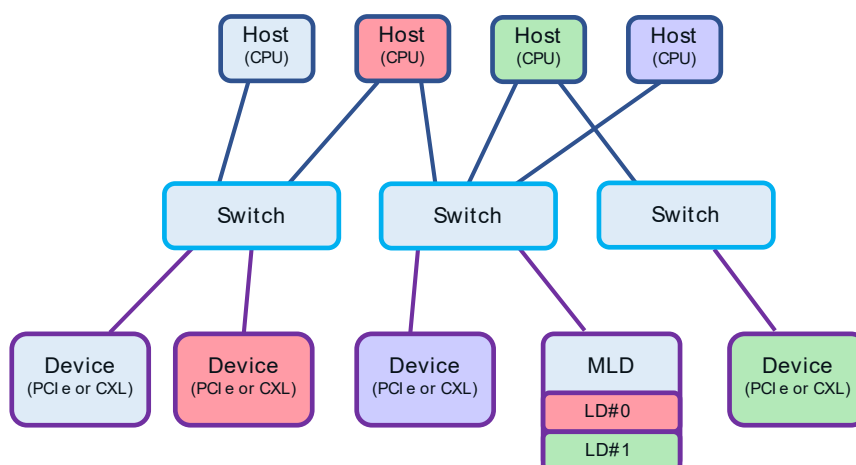 Host
(CPU)
Host
(CPU)
Host
(CPU)
Host
(CPU)
Switch
Switch
Switch
Device
(PCIe or CXL)
Device
(PCIe or CXL)
Device
(PCIe or CXL)
MLD
LD#0
LD#1
Device
(PCIe or CXL)